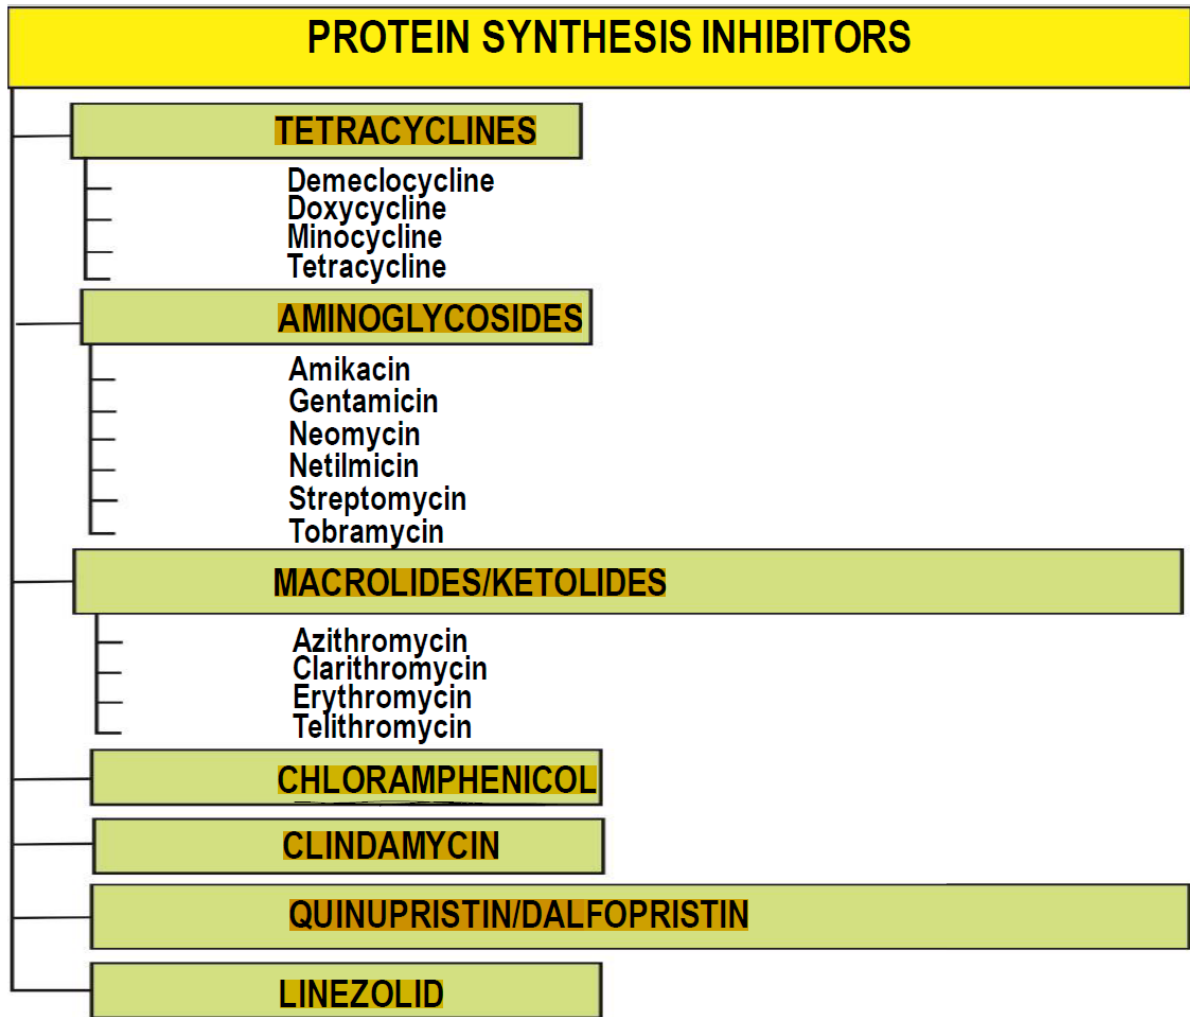 PROTEIN SYNTHESIS INHIBITORS
TETRACYCLINES
Demeclocycline
Doxycycline
Minocycline
Tetracycline
AMINOGLYCOSIDES
Amikacin
Gentamicin
Neomycin
Netilmicin
Streptomycin
Tobramycin
MACROLIDES/KETOLIDES
Azithromycin
Clarithromycin
Erythromycin
Telithromycin
CHLORAMPHENICOL
CLINDAMYCIN
QUINUPRISTIN/DALFOPRISTIN
LINEZOLID